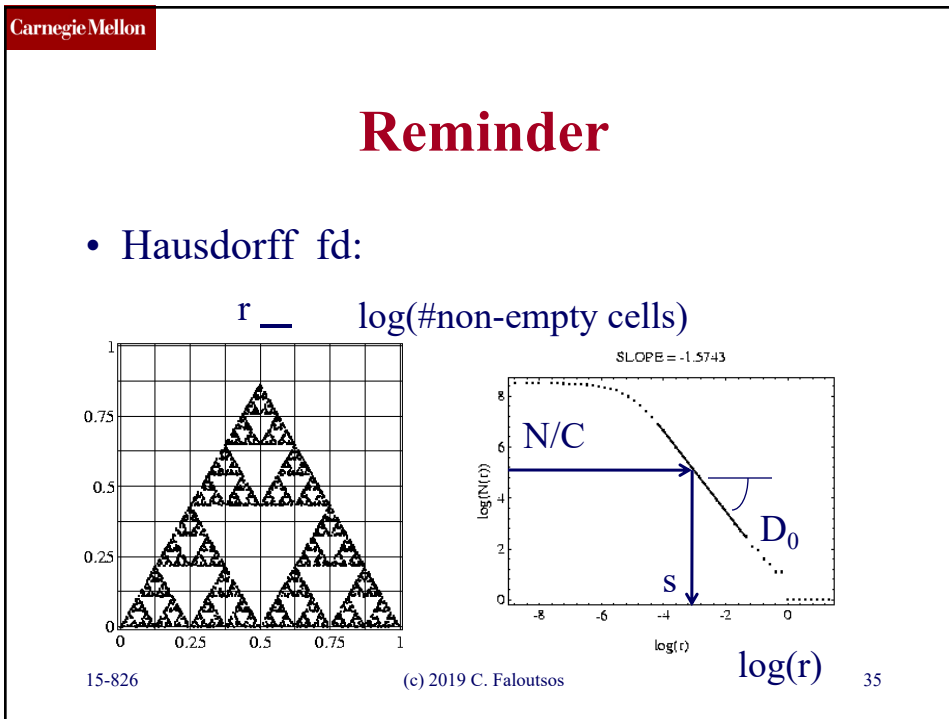 Carnegie Mellon
Reminder
• Hausdorff fd:
r
log(#non-empty cells)
1
0.75
0.5
0.25
0
0 0.25 0.5 0.75 1
SLOPE = -1.5743
log(N(r))
8
6
4
2
0
-8 -6 -4 -2 0
log(r)
N/C
D₀
s
log(r)
15-826 (c) 2019 C. Faloutsos 35